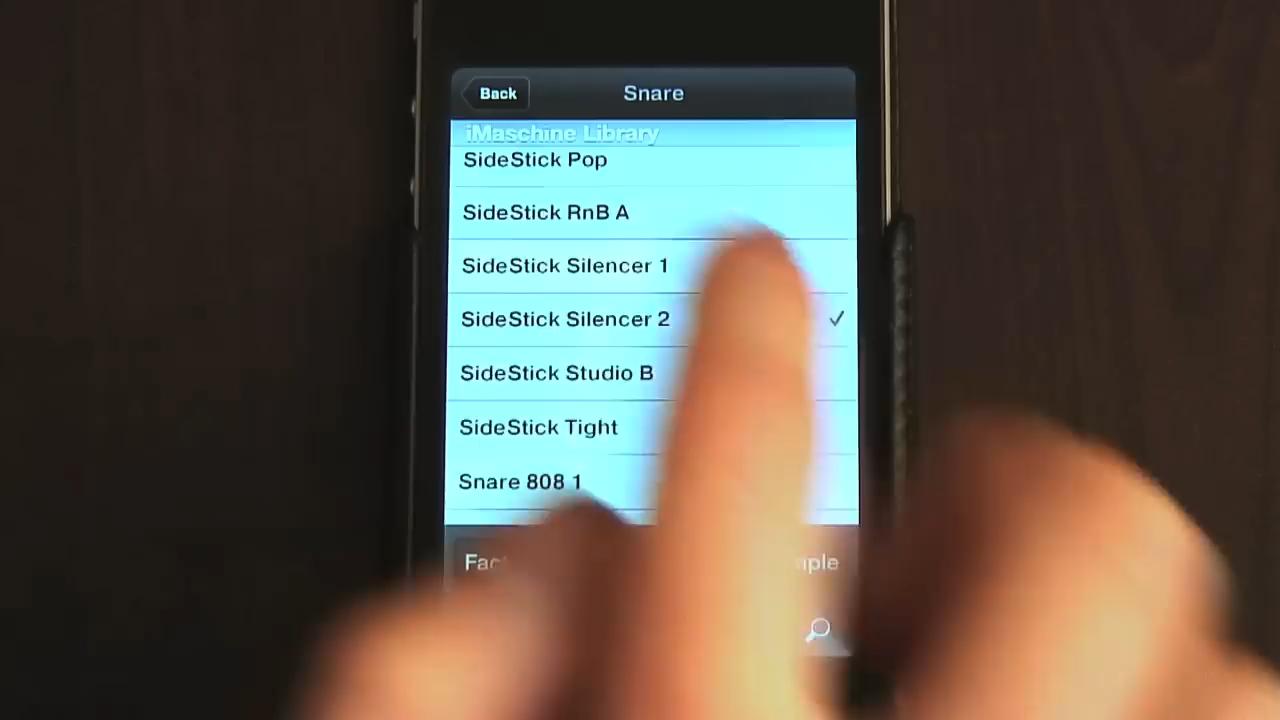 Back
Snare
iMaschine Library
SideStick Pop
SideStick RnB A
SideStick Silencer 1
SideStick Silencer 2
SideStick Studio B
SideStick Tight
Snare 808 1